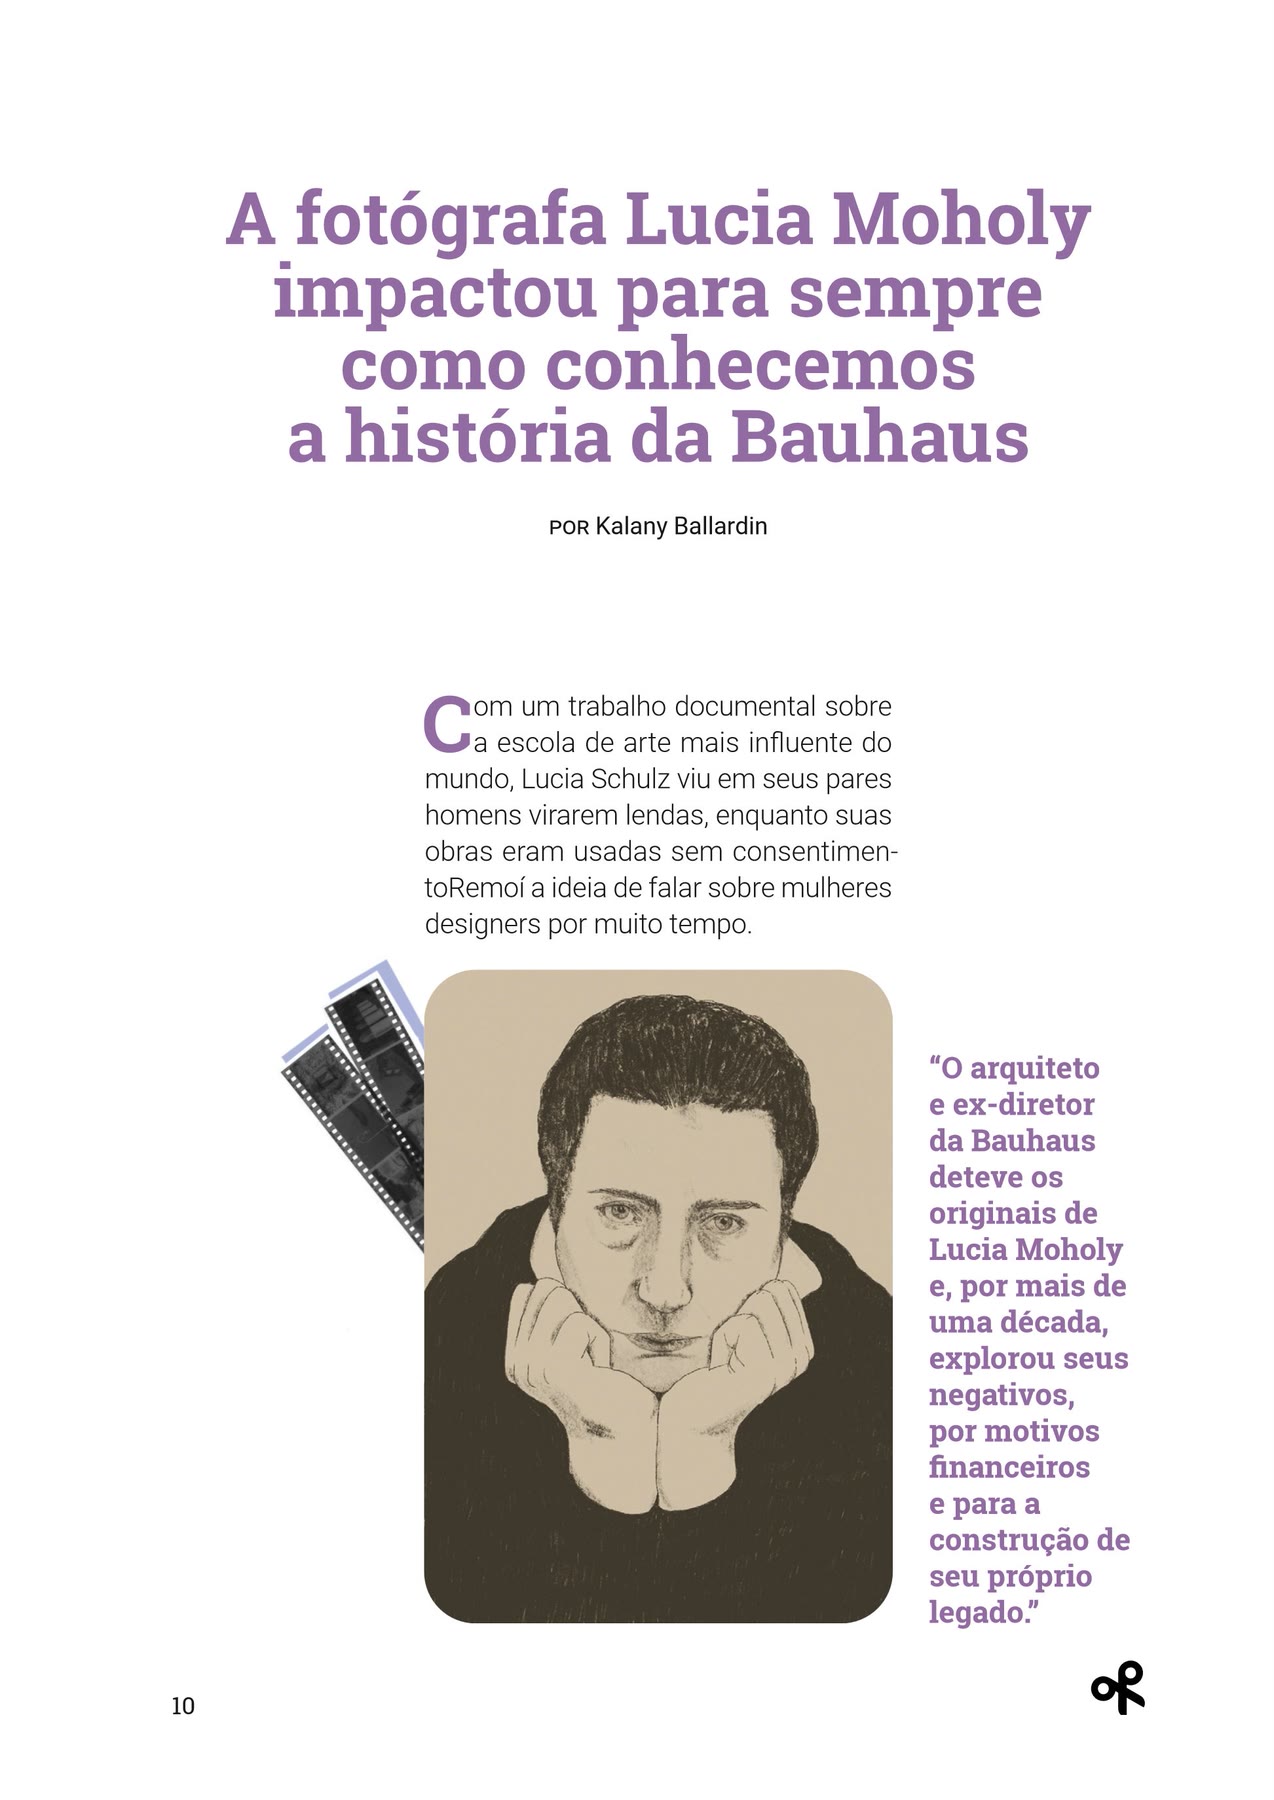 A fotógrafa Lucia Moholy
impactou para sempre
como conhecemos
a história da Bauhaus
POR Kalany Ballardin
Com um trabalho documental sobre
a escola de arte mais influente do
mundo, Lucia Schulz viu em seus pares
homens virarem lendas, enquanto suas
obras eram usadas sem consentimen-
toRemoí a ideia de falar sobre mulheres
designers por muito tempo.
“O arquiteto
e ex-diretor
da Bauhaus
deteve os
originais de
Lucia Moholy
e, por mais de
uma década,
explorou seus
negativos,
por motivos
financeiros
e para a
construção de
seu próprio
legado.”
10